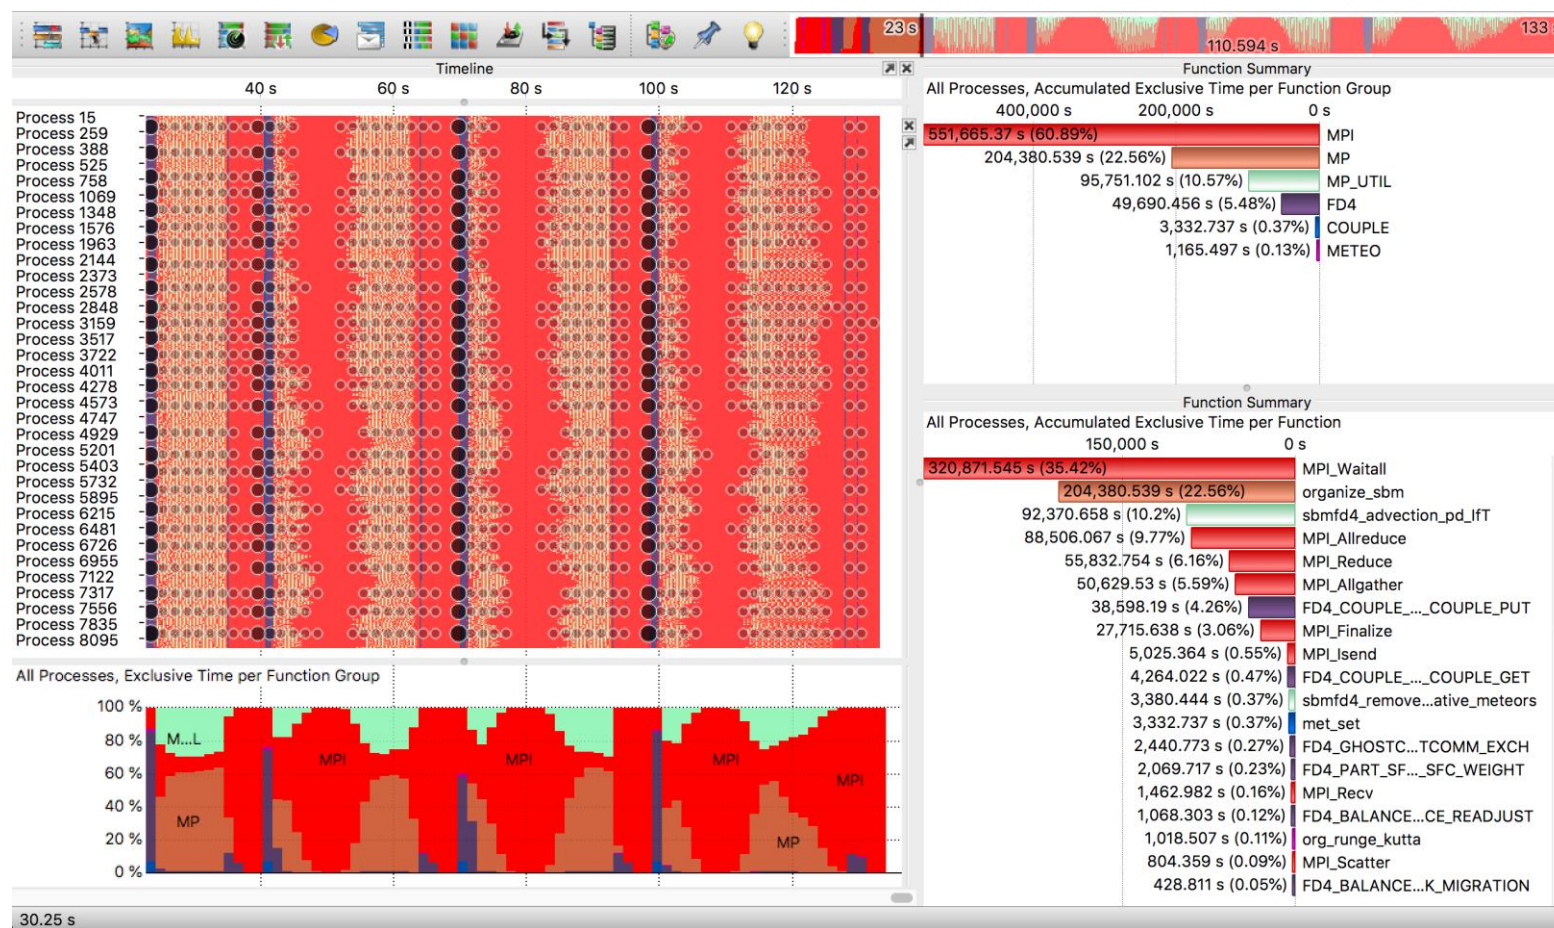 23 s
110.594 s
133
Timeline
40 s 60 s 80 s 100 s 120 s
Process 15
Process 259
Process 388
Process 525
Process 758
Process 1069
Process 1348
Process 1576
Process 1963
Process 2144
Process 2373
Process 2578
Process 2848
Process 3159
Process 3517
Process 3722
Process 4011
Process 4278
Process 4573
Process 4747
Process 4929
Process 5201
Process 5403
Process 5732
Process 5895
Process 6215
Process 6481
Process 6726
Process 6955
Process 7122
Process 7317
Process 7556
Process 7835
Process 8095
All Processes, Exclusive Time per Function Group
100 %
80 %
60 %
40 %
20 %
0 %
M...L
MPI MPI MPI MPI
MP MP
Function Summary
All Processes, Accumulated Exclusive Time per Function Group
400,000 s 200,000 s 0 s
551,665.37 s (60.89%) MPI
204,380.539 s (22.56%) MP
95,751.102 s (10.57%) MP_UTIL
49,690.456 s (5.48%) FD4
3,332.737 s (0.37%) COUPLE
1,165.497 s (0.13%) METEO
Function Summary
All Processes, Accumulated Exclusive Time per Function
150,000 s 0 s
320,871.545 s (35.42%) MPI_Waitall
204,380.539 s (22.56%) organize_sbm
92,370.658 s (10.2%) sbmfd4_advection_pd_lfT
88,506.067 s (9.77%) MPI_Allreduce
55,832.754 s (6.16%) MPI_Reduce
50,629.53 s (5.59%) MPI_Allgather
38,598.19 s (4.26%) FD4_COUPLE_..._COUPLE_PUT
27,715.638 s (3.06%) MPI_Finalize
5,025.364 s (0.55%) MPI_Isend
4,264.022 s (0.47%) FD4_COUPLE_..._COUPLE_GET
3,380.444 s (0.37%) sbmfd4_remove...ative_meteors
3,332.737 s (0.37%) met_set
2,440.773 s (0.27%) FD4_GHOSTC...TCOMM_EXCH
2,069.717 s (0.23%) FD4_PART_SF..._SFC_WEIGHT
1,462.982 s (0.16%) MPI_Recv
1,068.303 s (0.12%) FD4_BALANCE...CE_READJUST
1,018.507 s (0.11%) org_runge_kutta
804.359 s (0.09%) MPI_Scatter
428.811 s (0.05%) FD4_BALANCE...K_MIGRATION
30.25 s